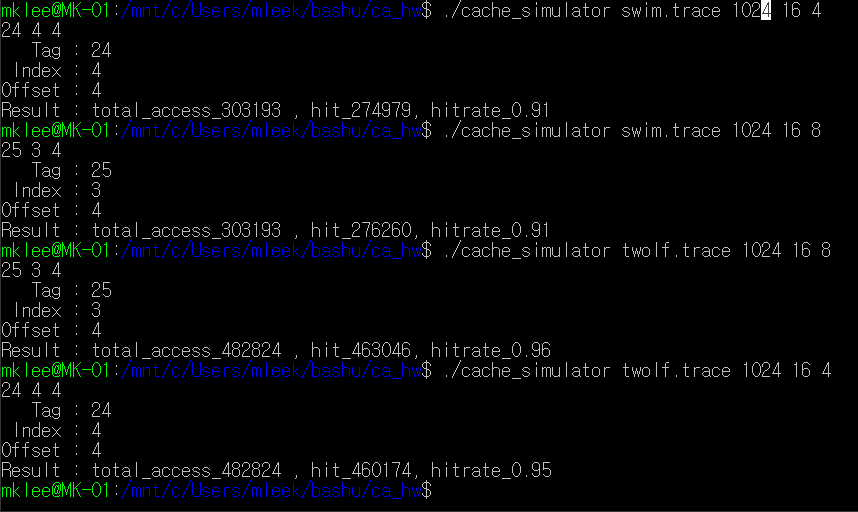 mklee@MK-01:/mnt/c/Users/mleek/bashu/ca_hw$ ./cache_simulator swim.trace 1024 16 4
24 4 4
Tag : 24
Index : 4
Offset : 4
Result : total_access_303193 , hit_274979, hitrate_0.91
mklee@MK-01:/mnt/c/Users/mleek/bashu/ca_hw$ ./cache_simulator swim.trace 1024 16 8
25 3 4
Tag : 25
Index : 3
Offset : 4
Result : total_access_303193 , hit_276260, hitrate_0.91
mklee@MK-01:/mnt/c/Users/mleek/bashu/ca_hw$ ./cache_simulator twolf.trace 1024 16 8
25 3 4
Tag : 25
Index : 3
Offset : 4
Result : total_access_482824 , hit_463046, hitrate_0.96
mklee@MK-01:/mnt/c/Users/mleek/bashu/ca_hw$ ./cache_simulator twolf.trace 1024 16 4
24 4 4
Tag : 24
Index : 4
Offset : 4
Result : total_access_482824 , hit_460174, hitrate_0.95
mklee@MK-01:/mnt/c/Users/mleek/bashu/ca_hw$